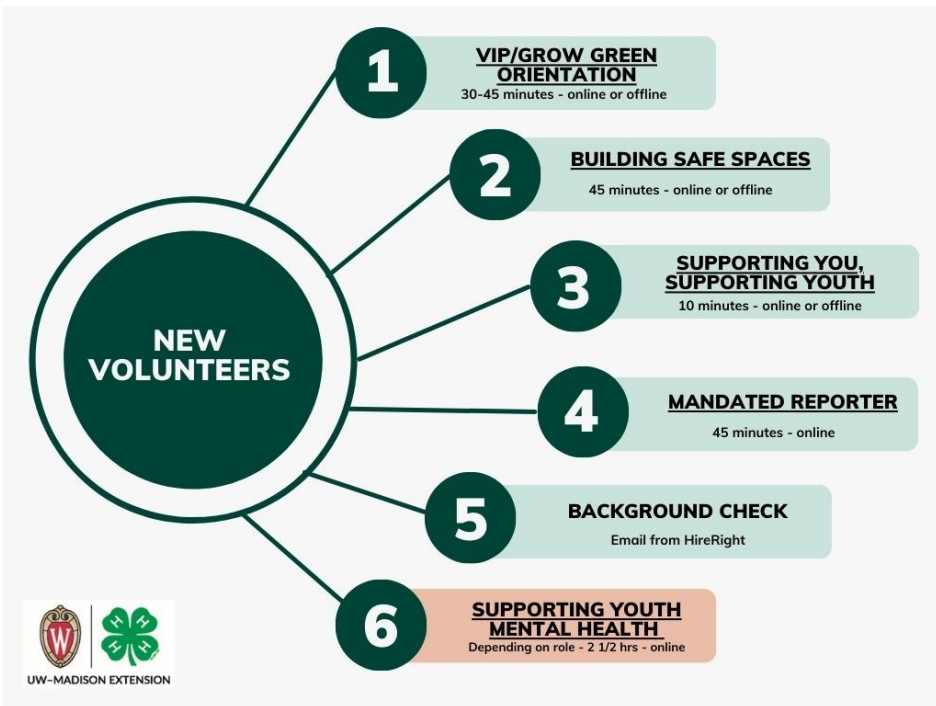 1
VIP/GROW GREEN
ORIENTATION
30-45 minutes - online or offline
2
BUILDING SAFE SPACES
45 minutes - online or offline
3
SUPPORTING YOU,
SUPPORTING YOUTH
10 minutes - online or offline
NEW
VOLUNTEERS
4
MANDATED REPORTER
45 minutes - online
5
BACKGROUND CHECK
Email from HireRight
6
SUPPORTING YOUTH
MENTAL HEALTH
Depending on role - 2 1/2 hrs - online
W
H H H H
UW-MADISON EXTENSION